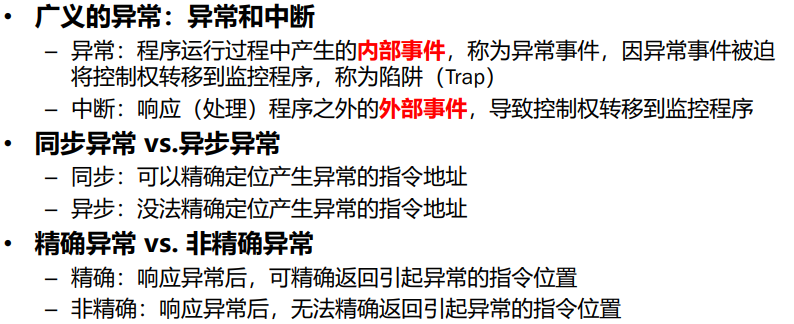 • 广义的异常：异常和中断
– 异常：程序运行过程中产生的内部事件，称为异常事件，因异常事件被迫
将控制权转移到监控程序，称为陷阱（Trap）
– 中断：响应（处理）程序之外的外部事件，导致控制权转移到监控程序
• 同步异常 vs.异步异常
– 同步：可以精确定位产生异常的指令地址
– 异步：没法精确定位产生异常的指令地址
• 精确异常 vs. 非精确异常
– 精确：响应异常后，可精确返回引起异常的指令位置
– 非精确：响应异常后，无法精确返回引起异常的指令位置